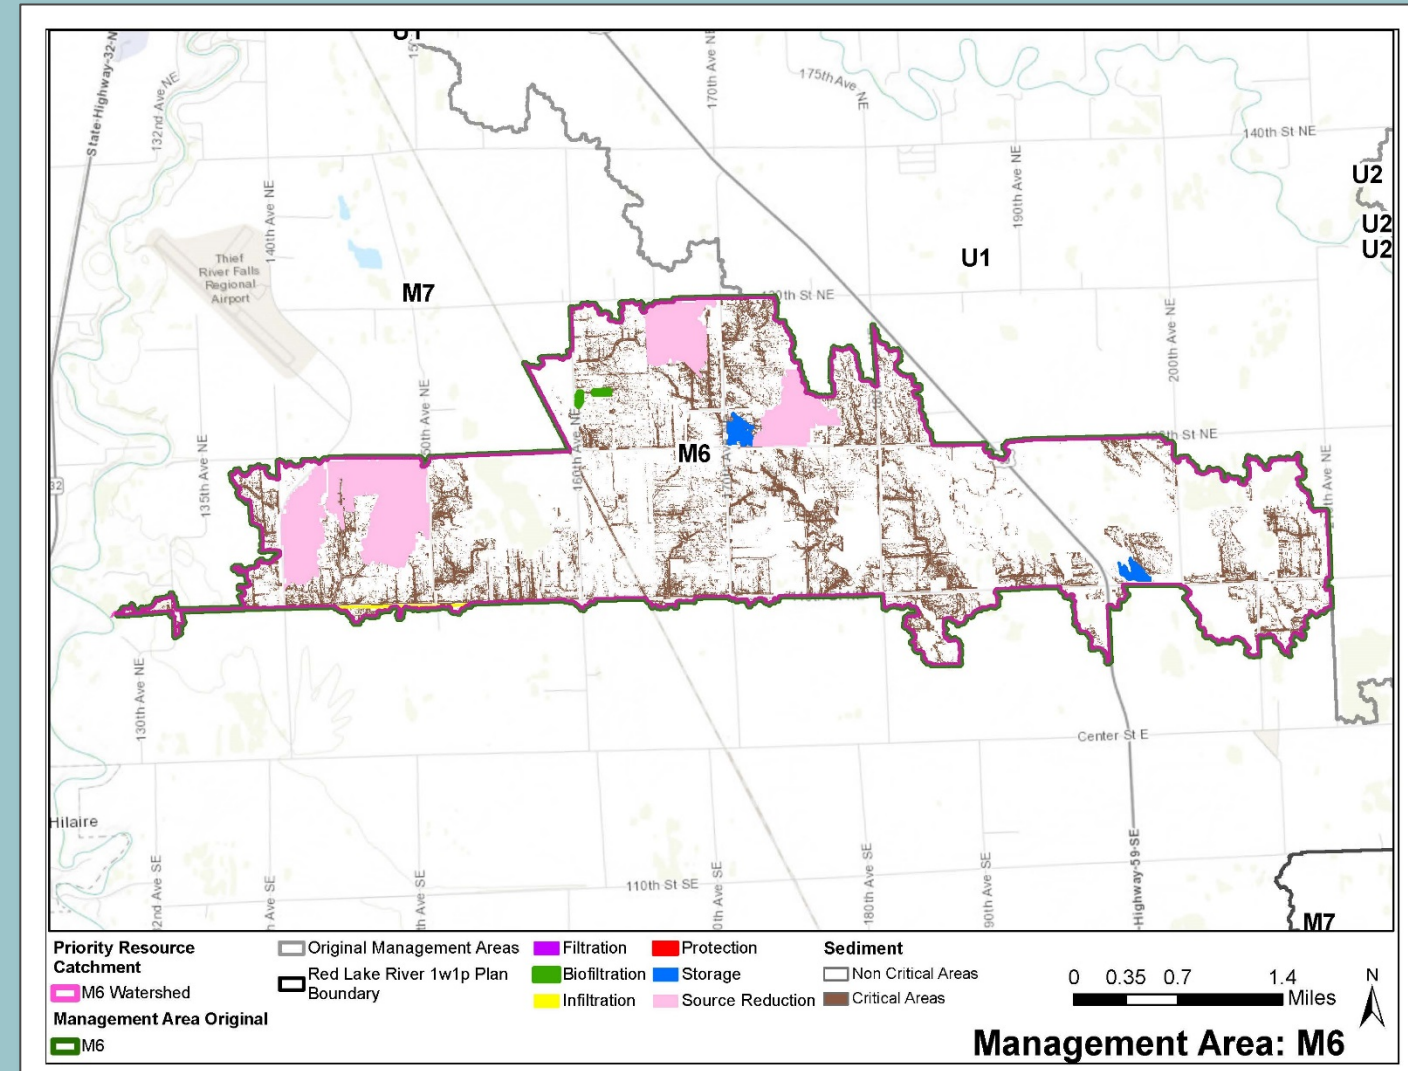 State-Highway-32-N
132nd Ave NE
170th Ave NE
175th Ave NE
140th St NE
U2
U2
U2
190th Ave NE
140th Ave NE
U1
Thief
River Falls
Regional
Airport
M7
200th Ave NE
135th Ave NE
160th Ave NE
M6
130th Ave NE
Center St E
Hilaire
110th St SE
180th Ave SE
M7
Priority Resource
Catchment
M6 Watershed
Management Area Original
M6
Original Management Areas
Red Lake River 1w1p Plan
Boundary
Filtration
Biofiltration
Infiltration
Protection
Storage
Source Reduction
Sediment
Non Critical Areas
Critical Areas
0 0.35 0.7 1.4
Miles
N
Management Area: M6